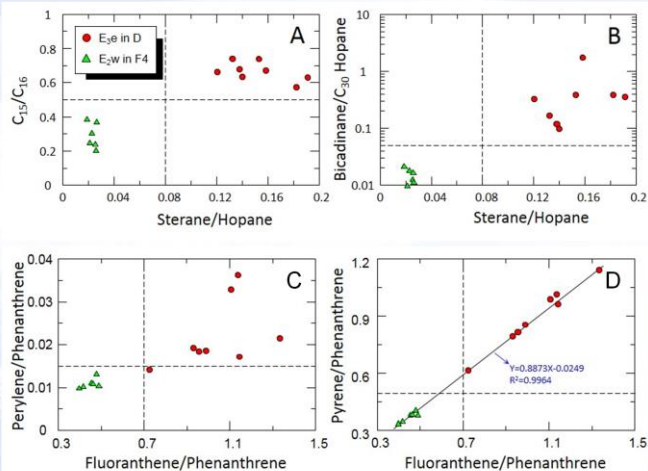 A
E₃e in D
E₂w in F4
C₁₅/C₁₆
1
0.8
0.6
0.4
0.2
0
0
0.04
0.08
0.12
0.16
0.2
Sterane/Hopane
B
Bicadinane/C₃₀ Hopane
10
1
0.1
0.01
0
0.04
0.08
0.12
0.16
0.2
Sterane/Hopane
C
Perylene/Phenanthrene
0.04
0.03
0.02
0.01
0
0.3
0.7
1.1
1.5
Fluoranthene/Phenanthrene
D
Pyrene/Phenanthrene
1.2
0.9
0.6
0.3
Y=0.8873X-0.0249
R²=0.9964
0.3
0.7
1.1
1.5
Fluoranthene/Phenanthrene